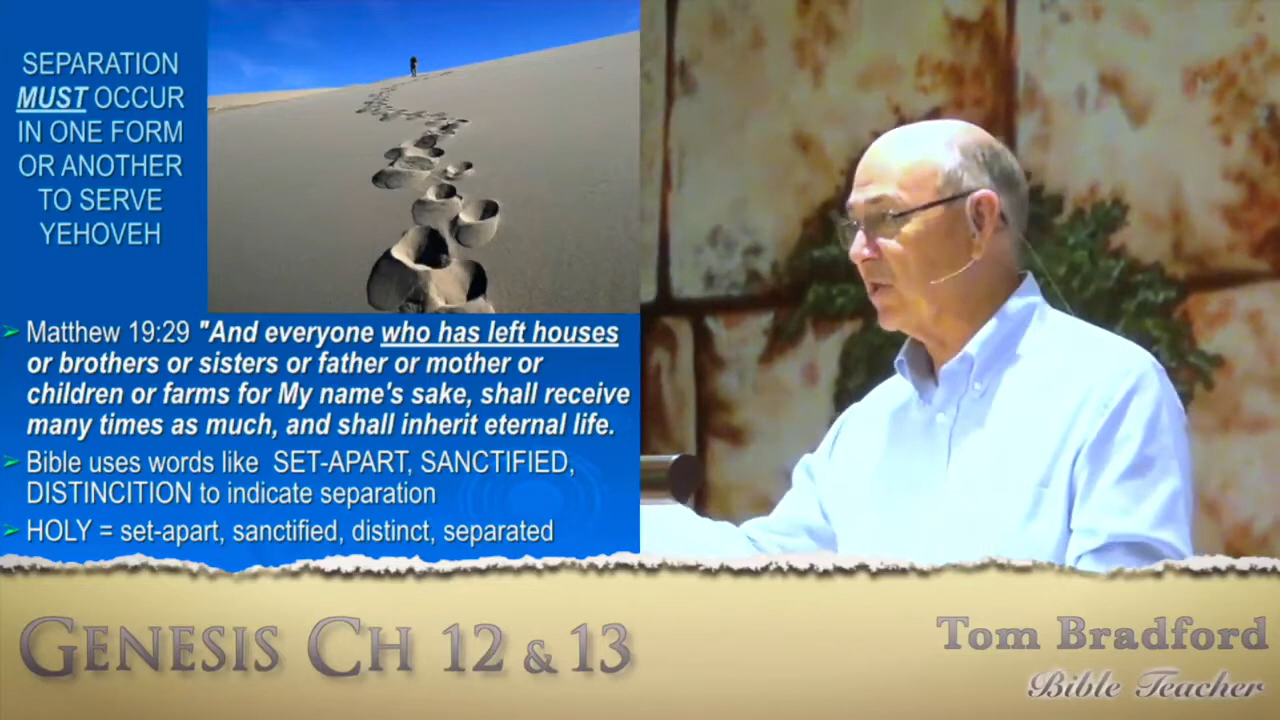 SEPARATION
MUST OCCUR
IN ONE FORM
OR ANOTHER
TO SERVE
YEHOVEH
Matthew 19:29 "And everyone who has left houses
or brothers or sisters or father or mother or
children or farms for My name's sake, shall receive
many times as much, and shall inherit eternal life.
Bible uses words like SET-APART, SANCTIFIED,
DISTINCITION to indicate separation
HOLY = set-apart, sanctified, distinct, separated
GENESIS CH 12 & 13
Tom Bradford
Bible Teacher